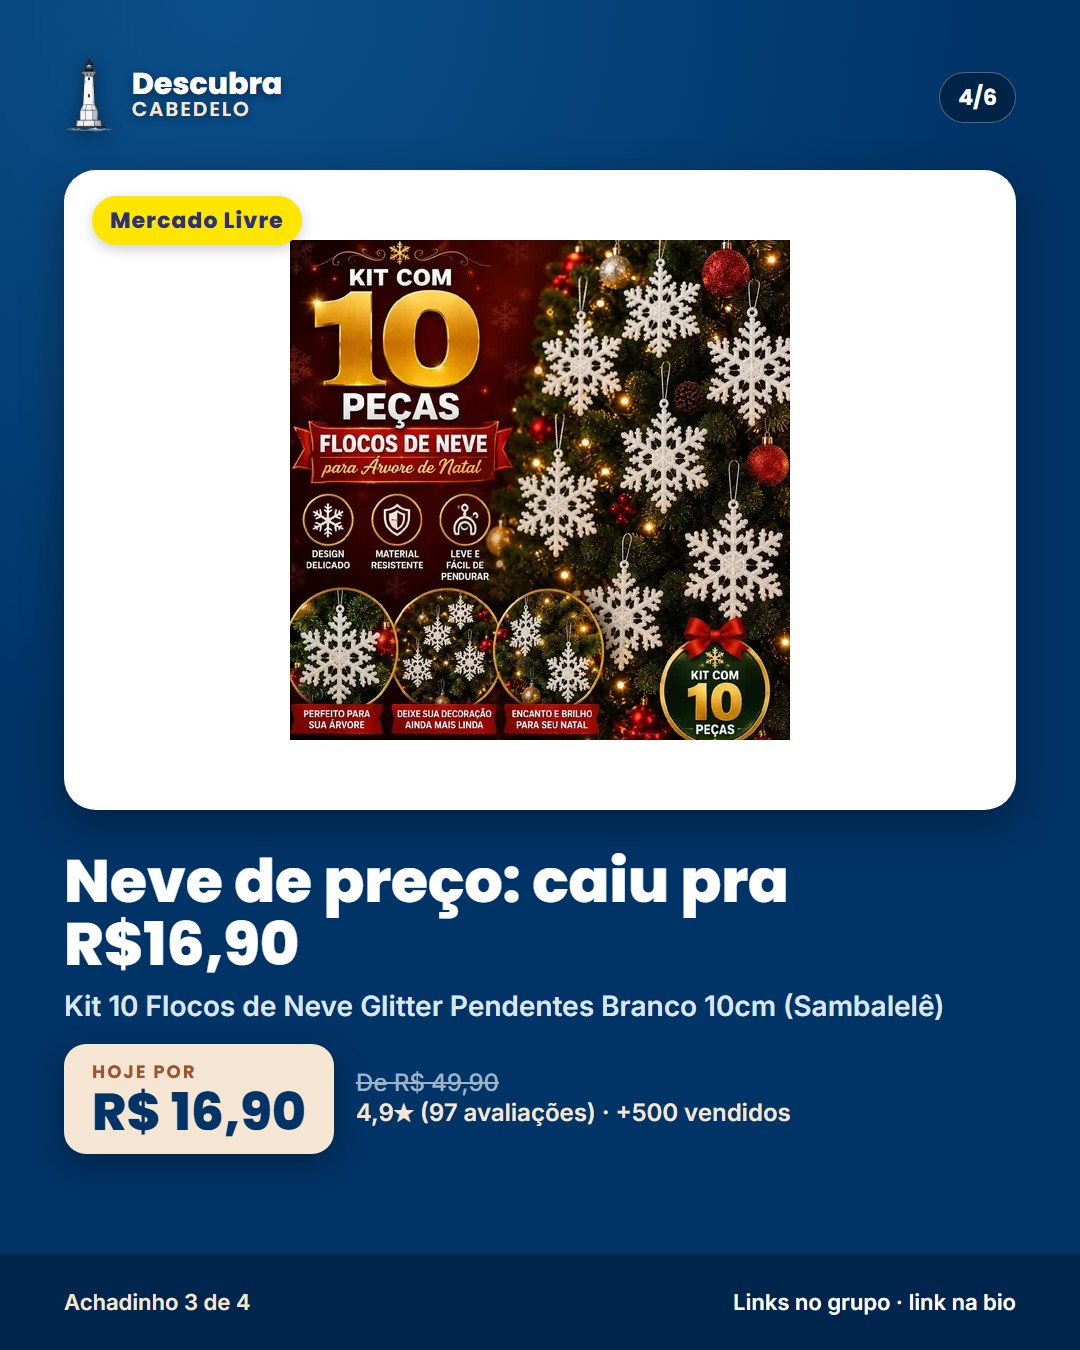 Descubra
CABEDELO
4/6
Mercado Livre
KIT COM
10
PEÇAS
FLOCOS DE NEVE
para Árvore de Natal
DESIGN
DELICADO
MATERIAL
RESISTENTE
LEVE E
FÁCIL DE
PENDURAR
PERFEITO PARA
SUA ÁRVORE
DEIXE SUA DECORAÇÃO
AINDA MAIS LINDA
ENCANTO E BRILHO
PARA SEU NATAL
KIT COM
10
PEÇAS
Neve de preço: caiu pra
R$16,90
Kit 10 Flocos de Neve Glitter Pendentes Branco 10cm (Sambalelê)
HOJE POR
R$ 16,90
De R$ 49,90
4,9★ (97 avaliações) · +500 vendidos
Achadinho 3 de 4
Links no grupo · link na bio